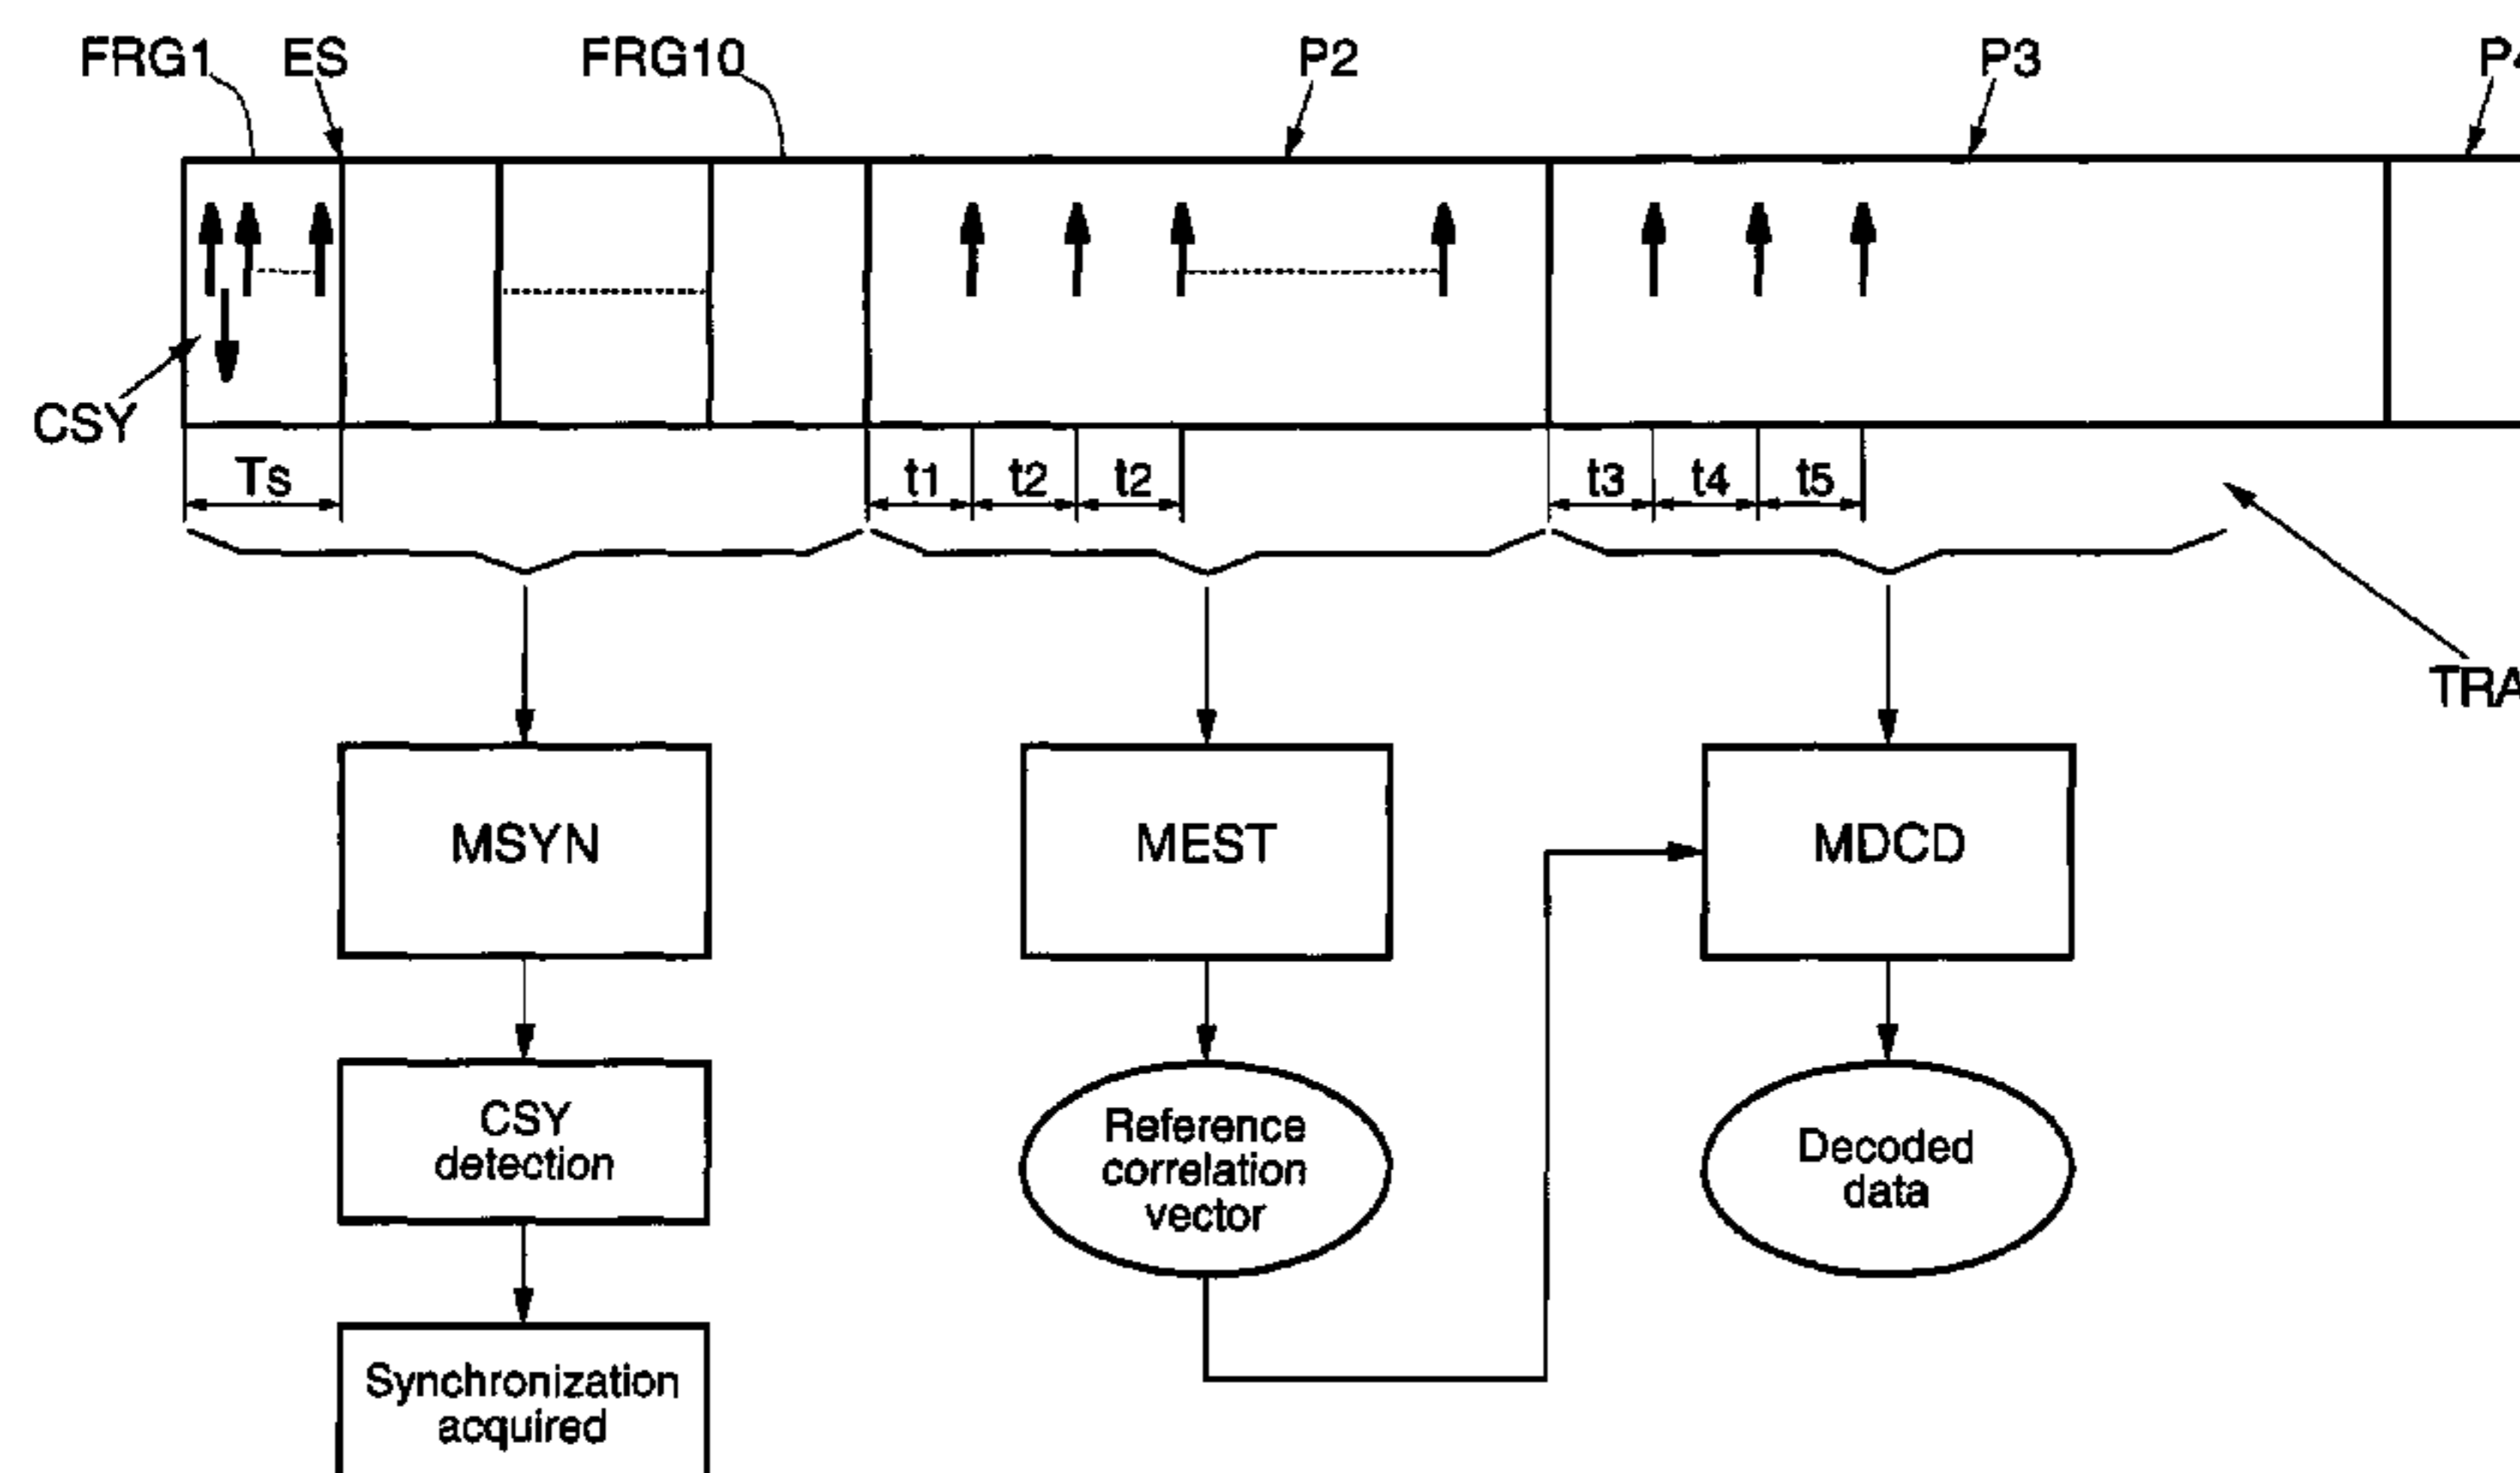 FRG1 ES FRG10 P2 P3
CSY
Ts t1 t2 t2 t3 t4 t5
MSYN MEST MDCD
CSY
detection
Reference
correlation
vector
Decoded
data
Synchronization
acquired